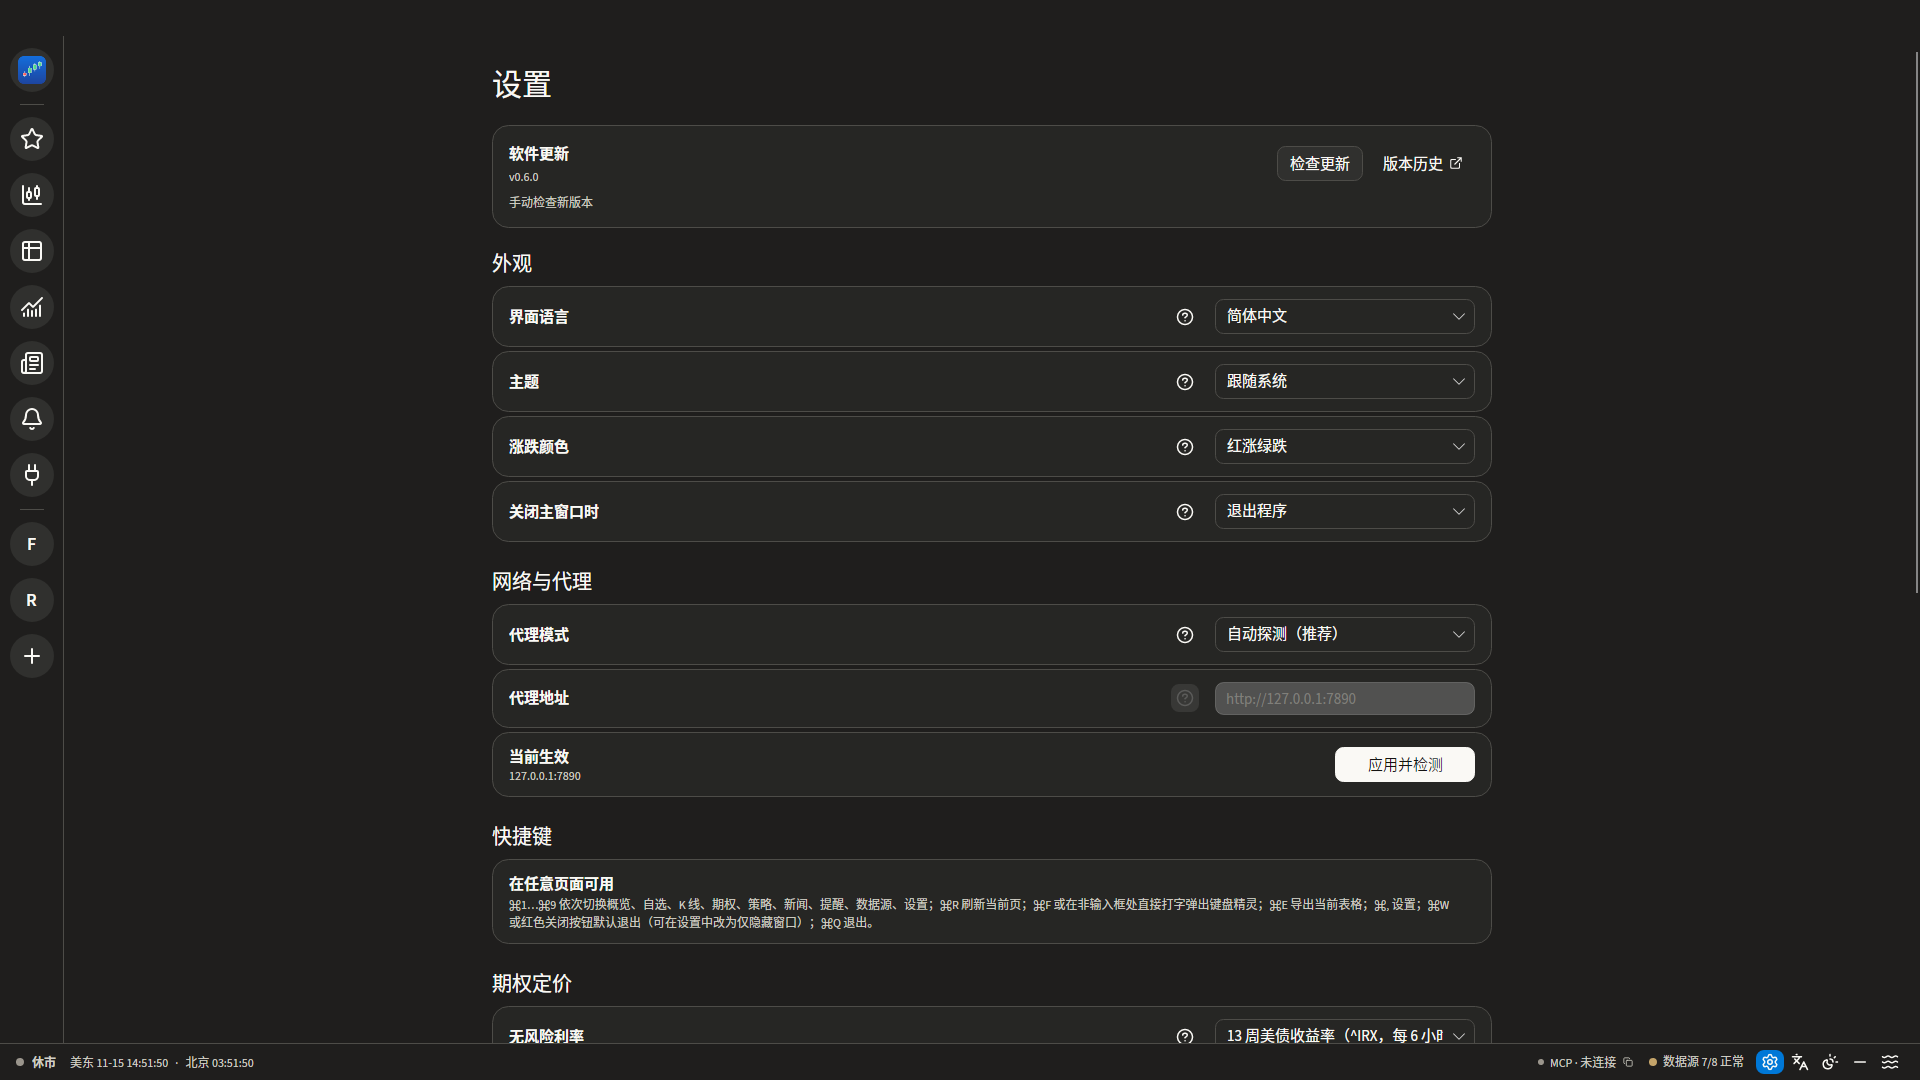 设置
软件更新
v0.6.0
手动检查新版本
检查更新
版本历史
外观
界面语言
简体中文
主题
跟随系统
涨跌颜色
红涨绿跌
关闭主窗口时
退出程序
网络与代理
代理模式
自动探测（推荐）
代理地址
http://127.0.0.1:7890
当前生效
127.0.0.1:7890
应用并检测
快捷键
在任意页面可用
⌘1…⌘9 依次切换概览、自选、K 线、期权、策略、新闻、提醒、数据源、设置；⌘R 刷新当前页；⌘F 或在非输入框处直接打字弹出键盘精灵；⌘E 导出当前表格；⌘, 设置；⌘W
或红色关闭按钮默认退出（可在设置中改为仅隐藏窗口）；⌘Q 退出。
期权定价
无风险利率
13 周美债收益率（^IRX，每 6 小
F
R
休市
美东 11-15 14:51:50 · 北京 03:51:50
MCP · 未连接
数据源 7/8 正常